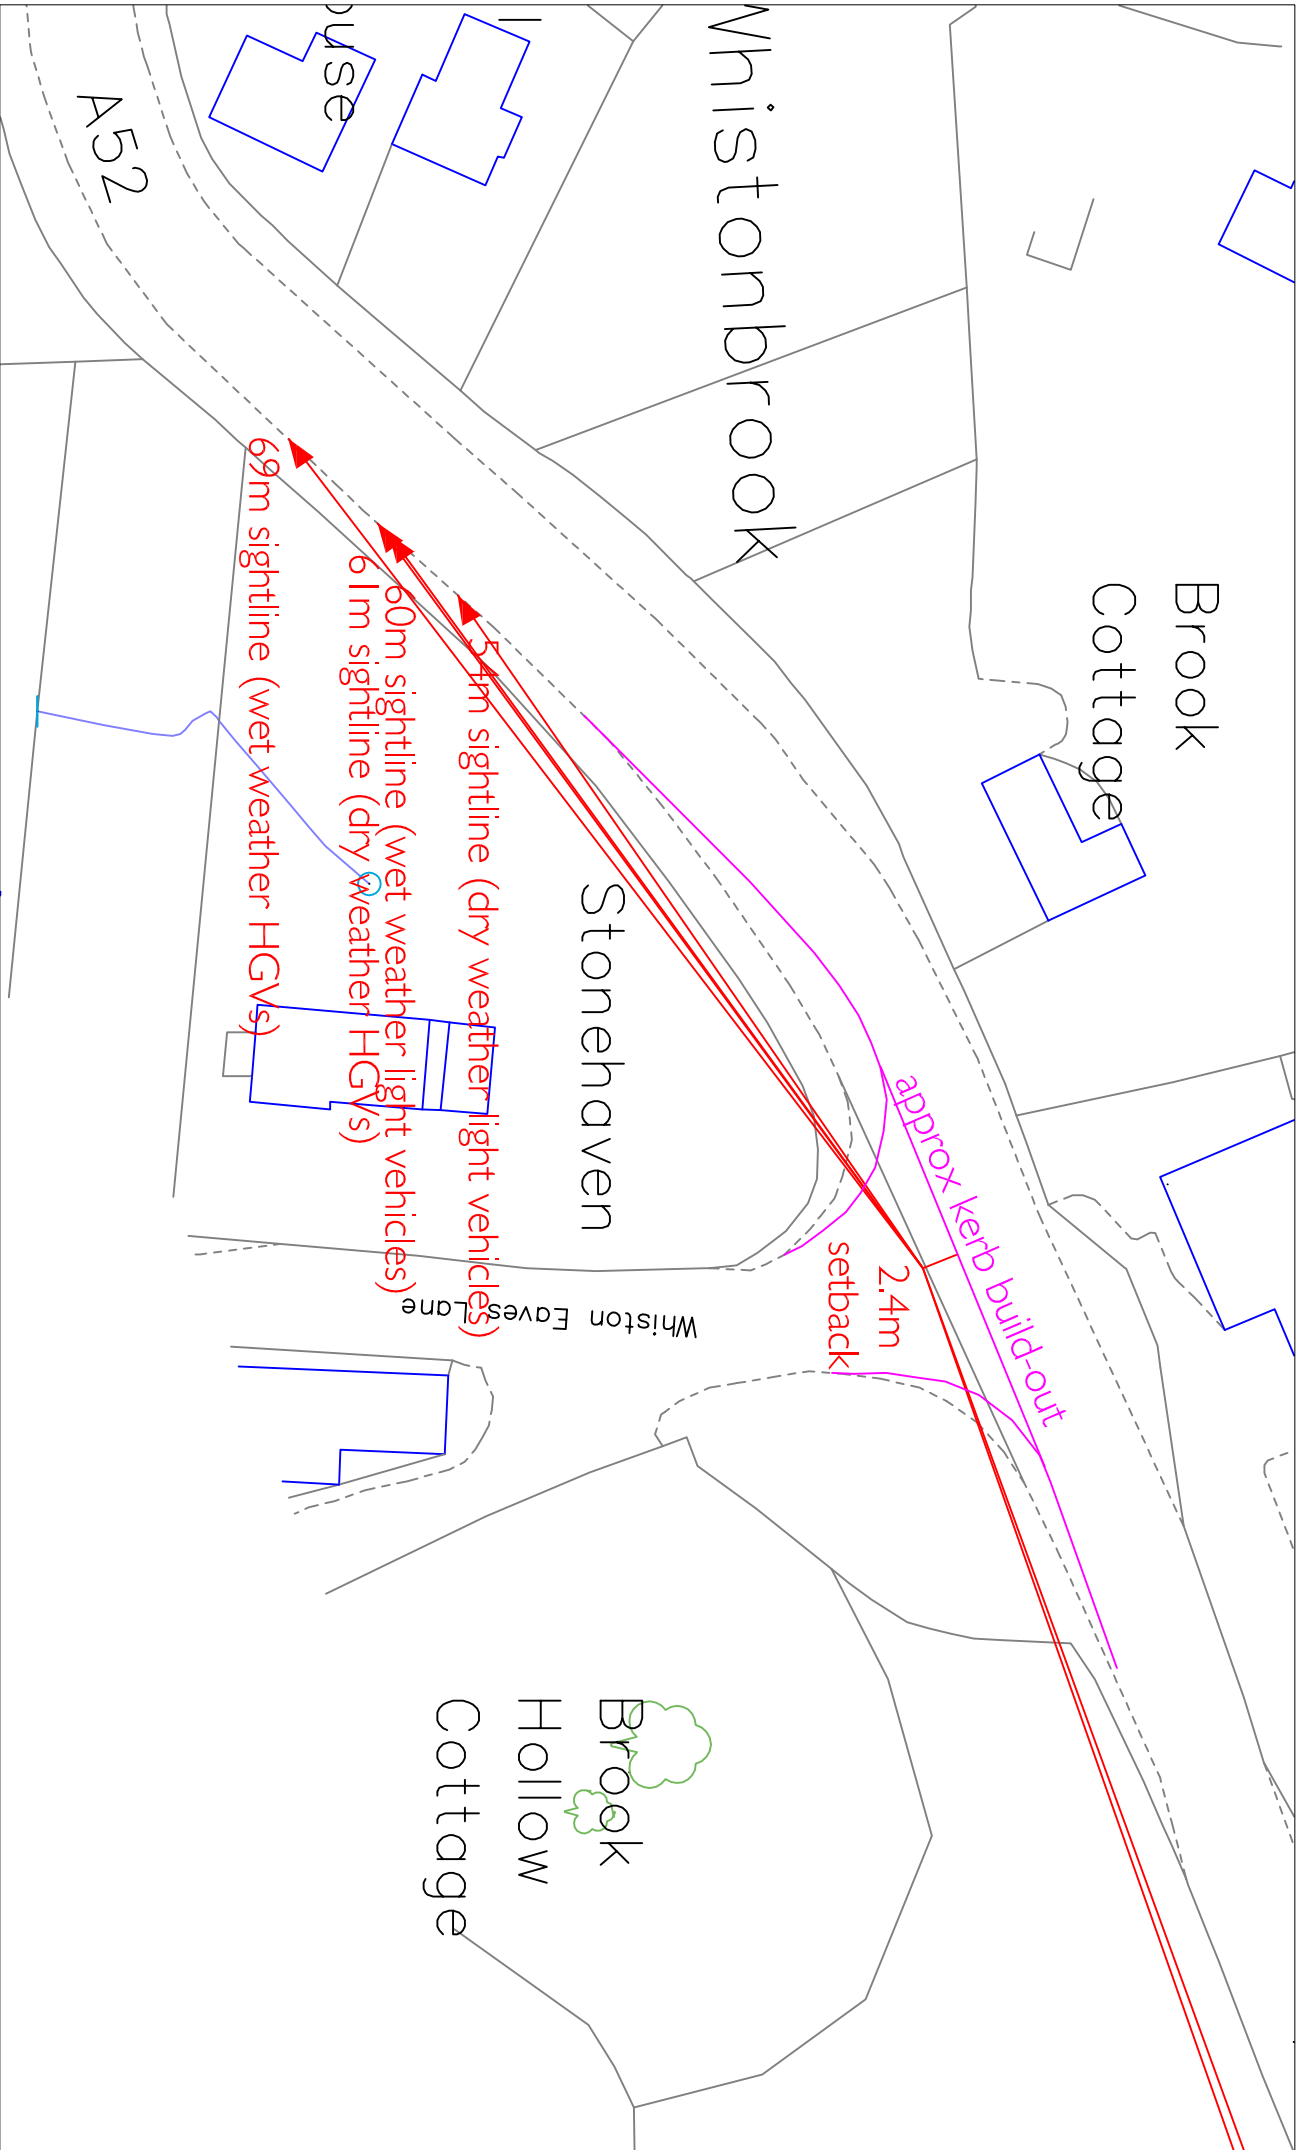 Brook
Cottage
Whistonbrook
A52
Stonehaven
approx kerb build-out
2.4m
setback
54m sightline (dry weather light vehicles)
60m sightline (wet weather light vehicles)
61m sightline (dry weather HGVs)
69m sightline (wet weather HGVs)
Whiston Eaves Lane
Brook
Hollow
Cottage